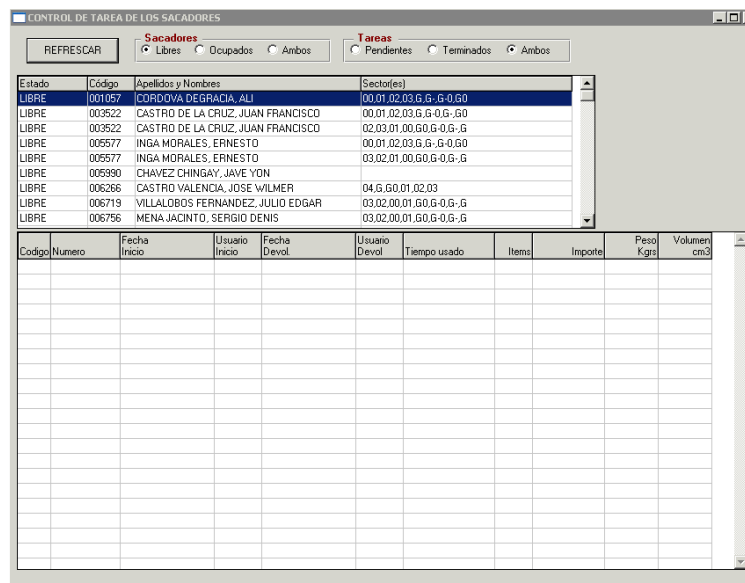 CONTROL DE TAREA DE LOS SACADORES
REFRESCAR
Sacadores
Libres Ocupados Ambos
Tareas
Pendientes Terminados Ambos
Estado Código Apellidos y Nombres Sector(es)
LIBRE 001057 CORDOVA DEGRACIA, ALI 00,01,02,03,G,G-,G-0,G0
LIBRE 003522 CASTRO DE LA CRUZ, JUAN FRANCISCO 00,01,02,03,G,G-0,G-,G0
LIBRE 003522 CASTRO DE LA CRUZ, JUAN FRANCISCO 02,03,01,00,G0,G-0,G-,G
LIBRE 005577 INGA MORALES, ERNESTO 00,01,02,03,G,G-,G-0,G0
LIBRE 005577 INGA MORALES, ERNESTO 03,02,01,00,G0,G-0,G-,G
LIBRE 005990 CHAVEZ CHINGAY, JAVE YON
LIBRE 006266 CASTRO VALENCIA, JOSE WILMER 04,G,G0,01,02,03
LIBRE 006719 VILLALOBOS FERNANDEZ, JULIO EDGAR 03,02,00,01,G0,G-0,G-,G
LIBRE 006756 MENA JACINTO, SERGIO DENIS 03,02,00,01,G0,G-0,G-,G
Codigo Numero Fecha Inicio Usuario Inicio Fecha Devol. Usuario Devol Tiempo usado Items Importe Peso Kgrs Volumen cm3